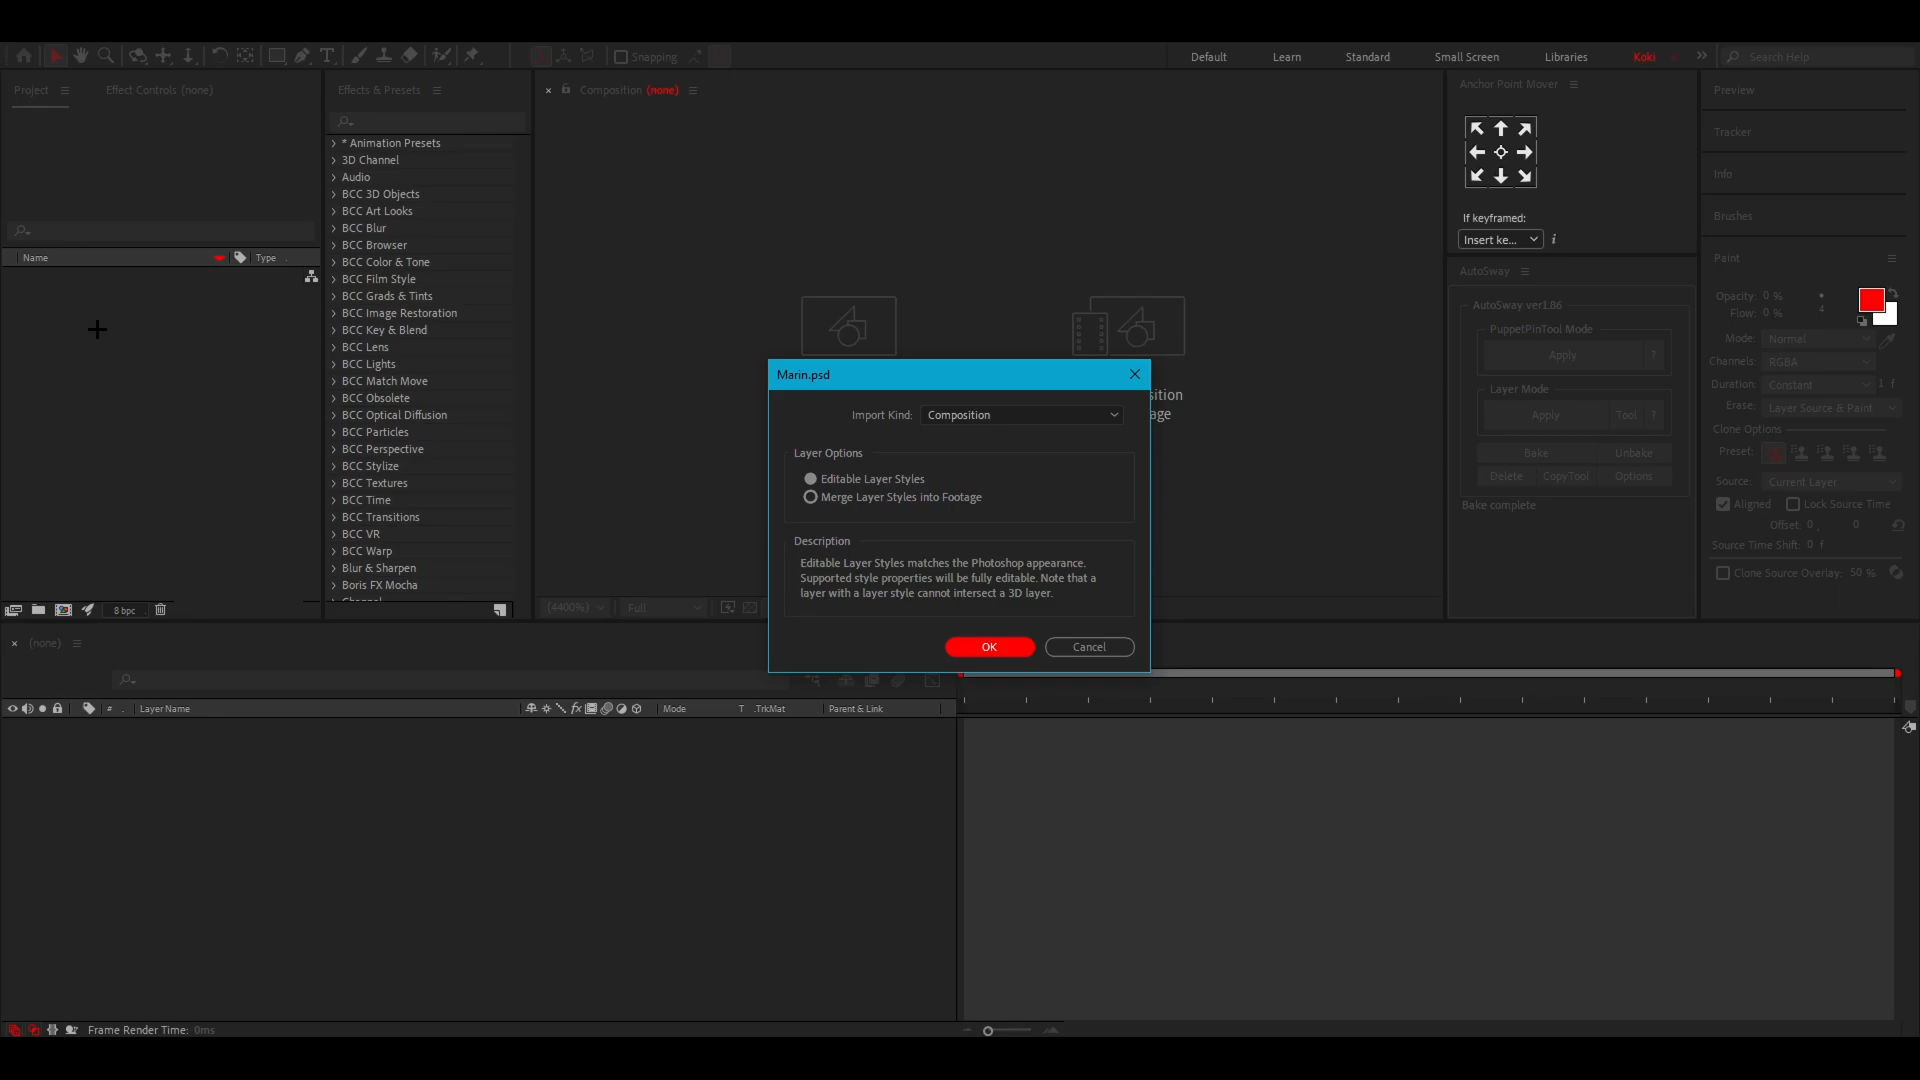 Snapping
Default
Learn
Standard
Small Screen
Libraries
Koki
Search Help
Project
Effect Controls (none)
Effects & Presets
Composition (none)
Anchor Point Mover
Preview
Tracker
Info
Brushes
Paint
Name
Type
* Animation Presets
3D Channel
Audio
BCC 3D Objects
BCC Art Looks
BCC Blur
BCC Browser
BCC Color & Tone
BCC Film Style
BCC Grads & Tints
BCC Image Restoration
BCC Key & Blend
BCC Lens
BCC Lights
BCC Match Move
BCC Obsolete
BCC Optical Diffusion
BCC Particles
BCC Perspective
BCC Stylize
BCC Textures
BCC Time
BCC Transitions
BCC VR
BCC Warp
Blur & Sharpen
Boris FX Mocha
Channel
8 bpc
(4400%)
Full
sition
age
Marin.psd
Import Kind: Composition
Layer Options
Editable Layer Styles
Merge Layer Styles into Footage
Description
Editable Layer Styles matches the Photoshop appearance.
Supported style properties will be fully editable. Note that a
layer with a layer style cannot intersect a 3D layer.
OK
Cancel
If keyframed:
Insert ke...
i
AutoSway
AutoSway ver1.86
PuppetPinTool Mode
Apply
?
Layer Mode
Apply
Tool
?
Bake
Unbake
Delete
CopyTool
Options
Bake complete
Opacity: 0 %
Flow: 0 %
4
Mode: Normal
Channels: RGBA
Duration: Constant
1 f
Erase: Layer Source & Paint
Clone Options
Preset:
Source: Current Layer
Aligned
Lock Source Time
Offset: 0 , 0
Source Time Shift: 0 f
Clone Source Overlay: 50 %
(none)
#
Layer Name
fx
Mode
T .TrkMat
Parent & Link
Frame Render Time: 0ms